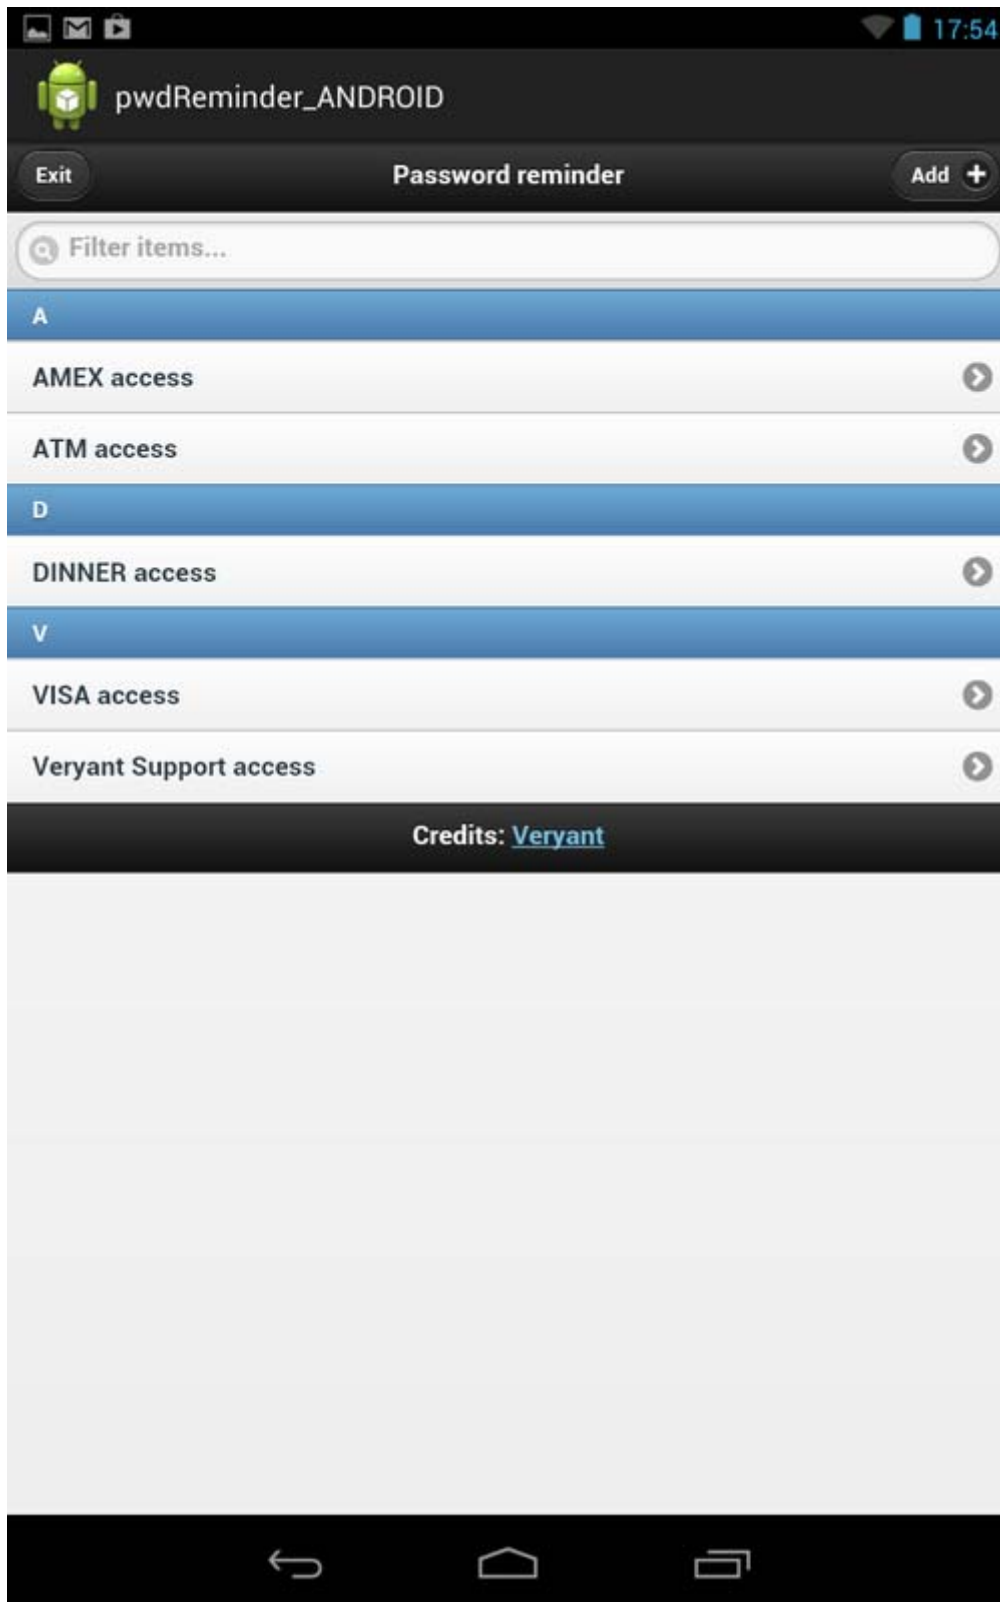 17:54
pwdReminder_ANDROID
Exit Password reminder Add
Filter items...
A
AMEX access
ATM access
D
DINNER access
V
VISA access
Veryant Support access
Credits: Veryant